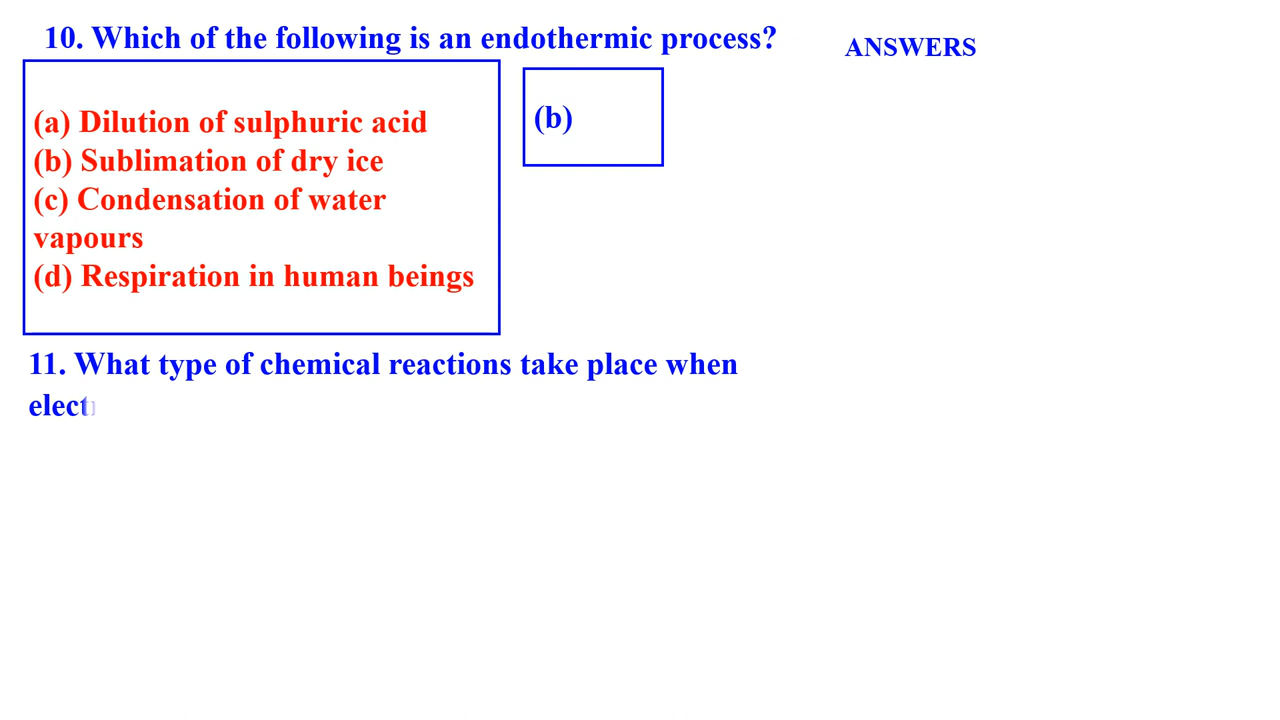 10. Which of the following is an endothermic process?
ANSWERS
(a) Dilution of sulphuric acid
(b) Sublimation of dry ice
(c) Condensation of water
vapours
(d) Respiration in human beings
(b)
11. What type of chemical reactions take place when